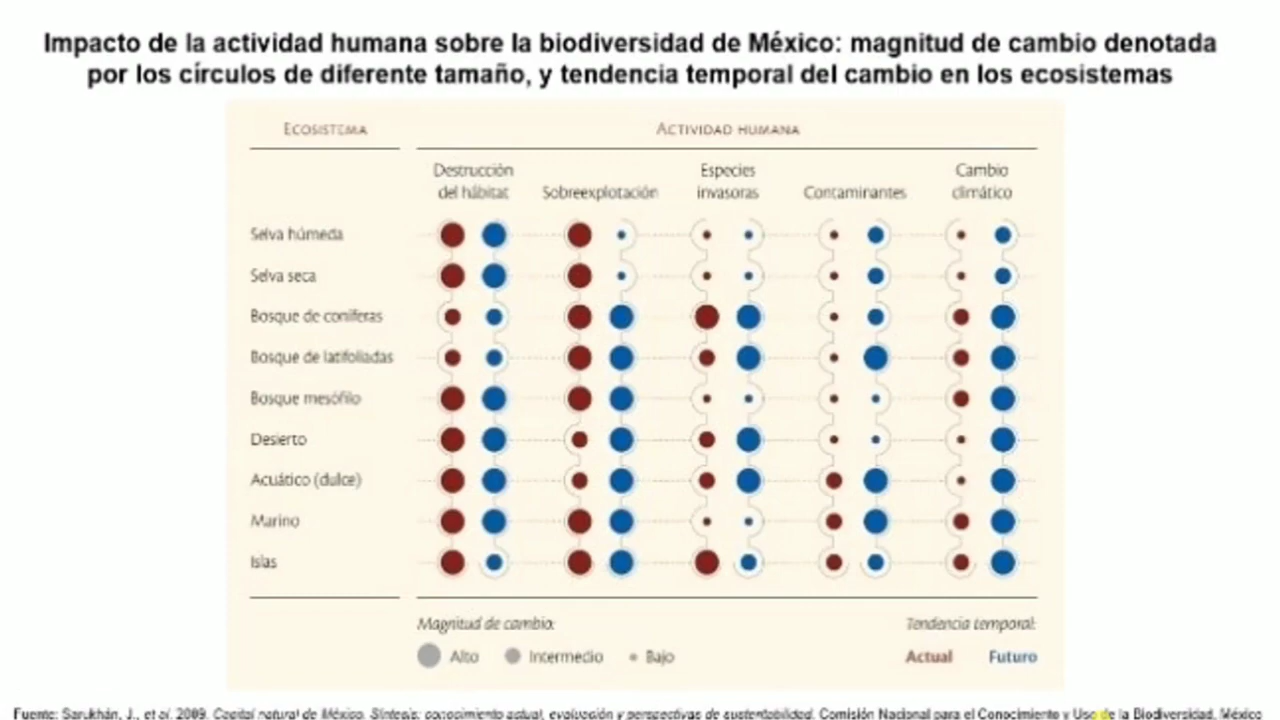 Impacto de la actividad humana sobre la biodiversidad de México: magnitud de cambio denotada
por los círculos de diferente tamaño, y tendencia temporal del cambio en los ecosistemas
ECOSISTEMA
ACTIVIDAD HUMANA
Destrucción
del hábitat
Sobreexplotación
Especies
invasoras
Contaminantes
Cambio
climático
Selva húmeda
Selva seca
Bosque de coníferas
Bosque de latifoliadas
Bosque mesófilo
Desierto
Acuático (dulce)
Marino
Islas
Magnitud de cambio:
Tendencia temporal:
Alto Intermedio Bajo
Actual Futuro
Fuente: Sarukhán, J., et al. 2009. Capital natural de México. Síntesis: conocimiento actual, evaluación y perspectivas de sustentabilidad. Comisión Nacional para el Conocimiento y Uso de la Biodiversidad, México